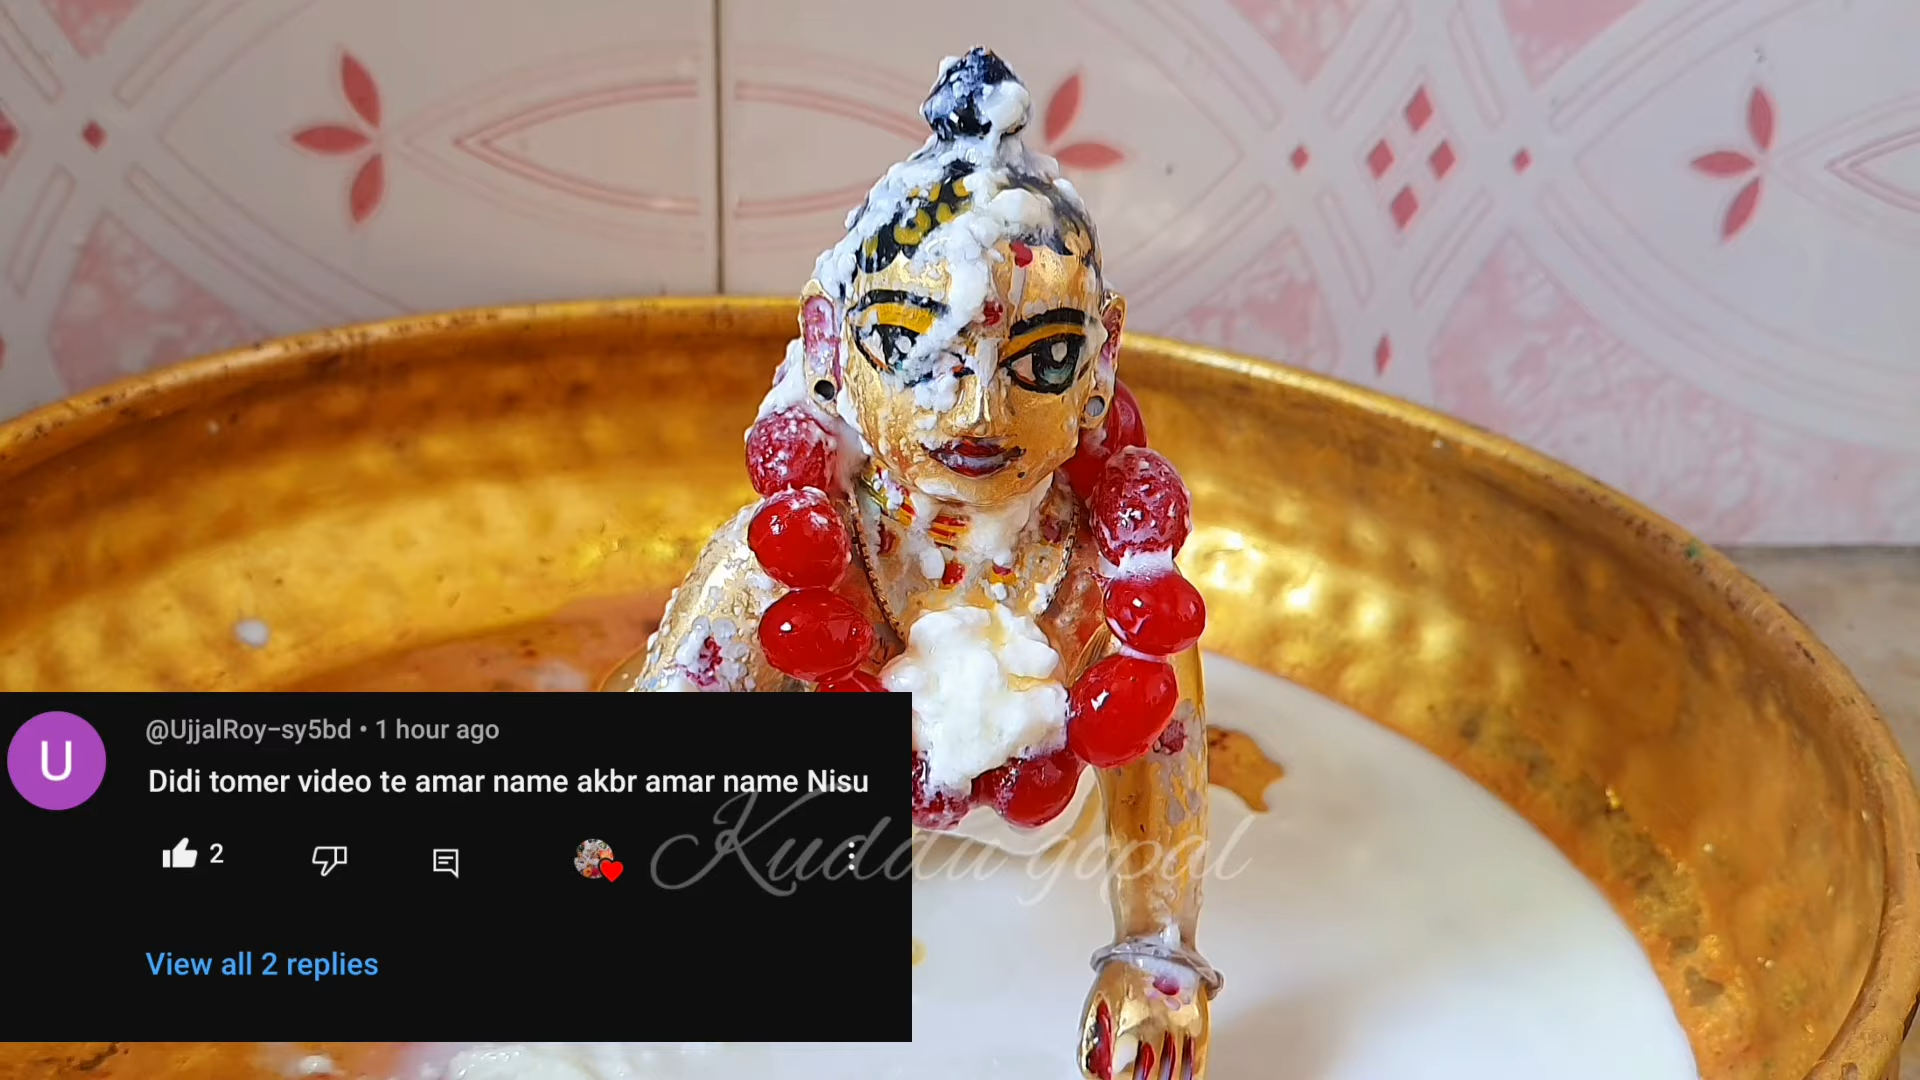 U
@UjjalRoy-sy5bd • 1 hour ago
Didi tomer video te amar name akbr amar name Nisu
2
Kuddu gopal
View all 2 replies